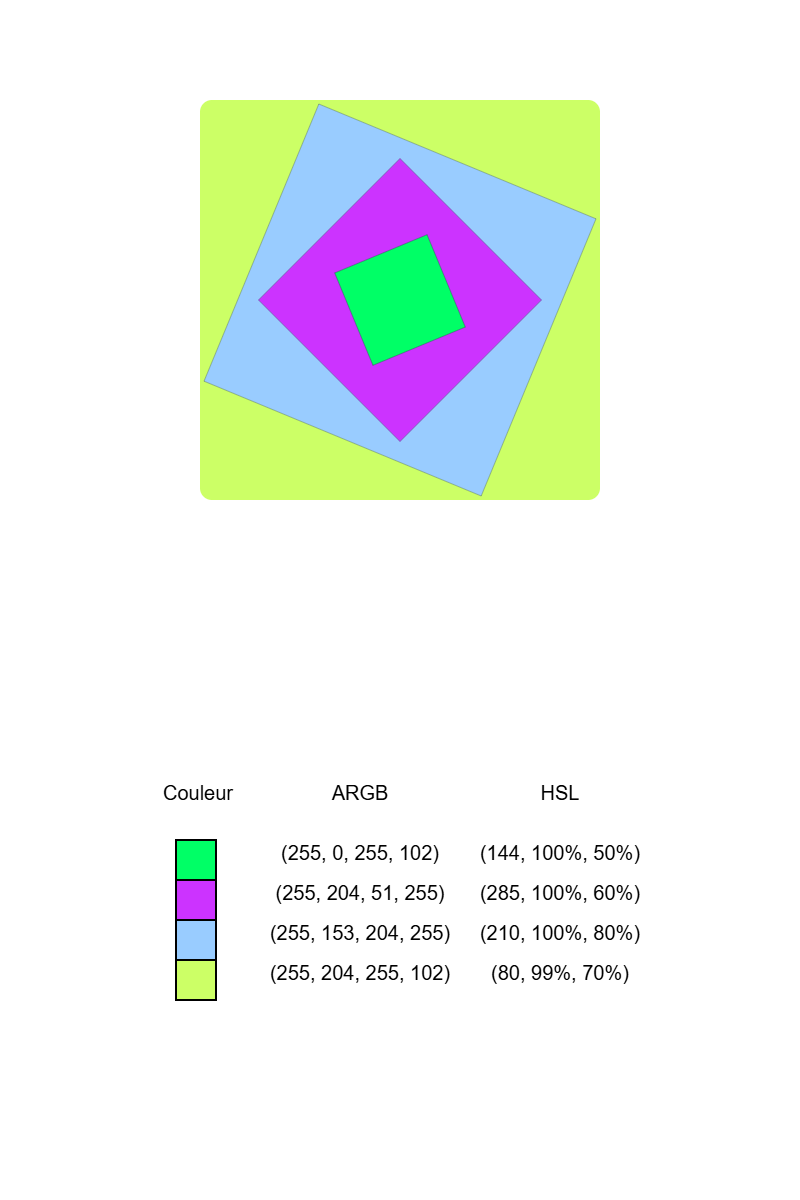 Couleur ARGB HSL
(255, 0, 255, 102) (144, 100%, 50%)
(255, 204, 51, 255) (285, 100%, 60%)
(255, 153, 204, 255) (210, 100%, 80%)
(255, 204, 255, 102) (80, 99%, 70%)